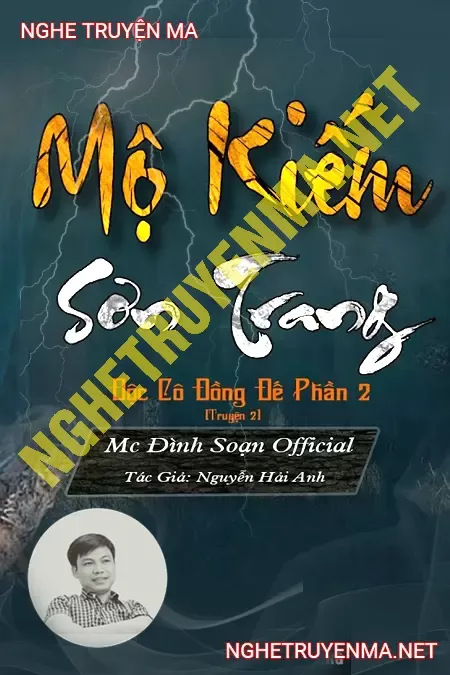 NGHE TRUYỆN MA
Mộ Kiếm
Sơn Trang
NGHETRUYENMA.NET
Độc Cô Đồng Đế Phần 2
(Truyện 2)
Mc Đình Soạn Official
Tác Giả: Nguyễn Hải Anh
NGHETRUYENMA.NET